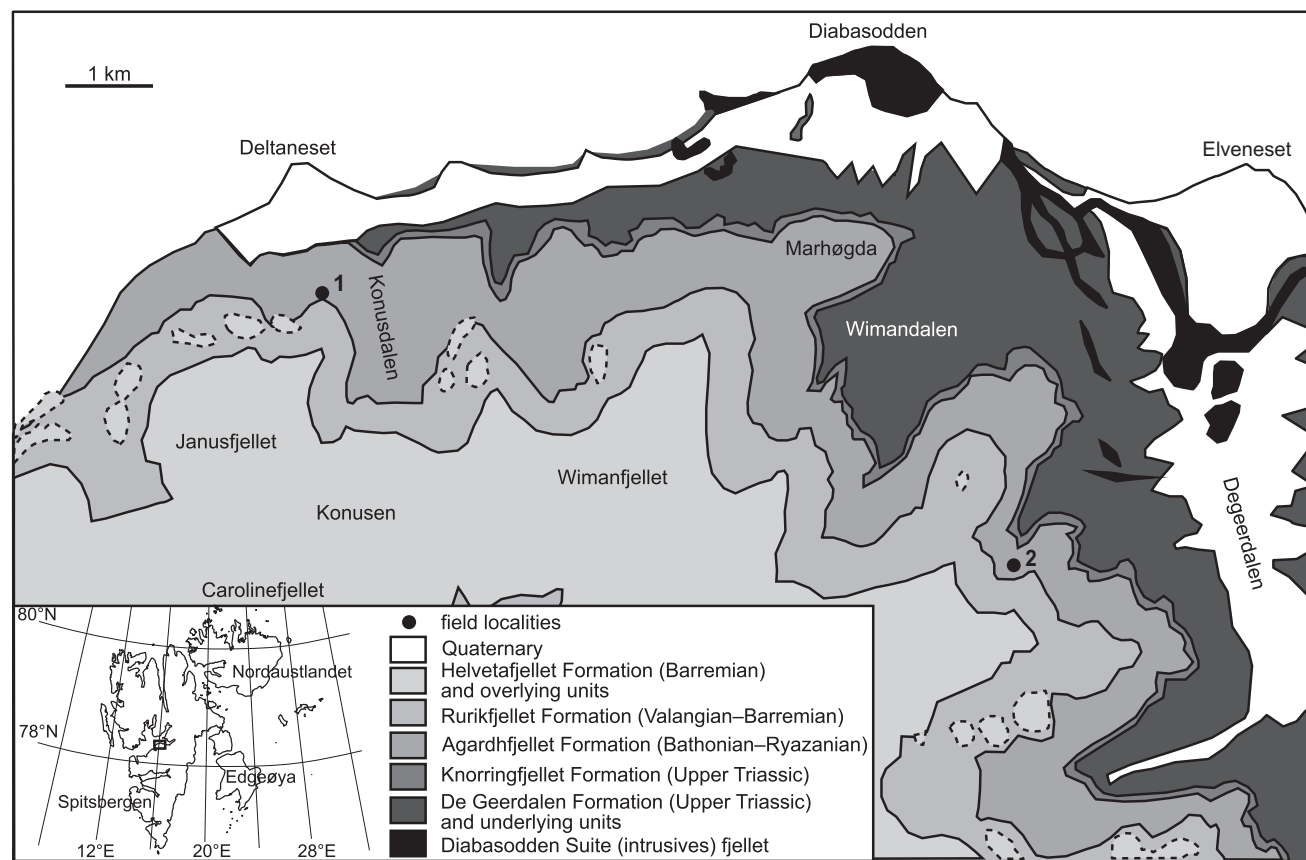 Diabasodden
1 km
Deltaneset
Elveneset
Marhøgda
1
Konusdalen
Wimandalen
Janusfjellet
Wimanfjellet
Konusen
Degeerdalen
2
Carolinefjellet
80°N
78°N
Nordaustlandet
Edgeøya
Spitsbergen
12°E
20°E
28°E
field localities
Quaternary
Helvetafjellet Formation (Barremian)
and overlying units
Rurikfjellet Formation (Valangian–Barremian)
Agardhfjellet Formation (Bathonian–Ryazanian)
Knorringfjellet Formation (Upper Triassic)
De Geerdalen Formation (Upper Triassic)
and underlying units
Diabasodden Suite (intrusives) fjellet